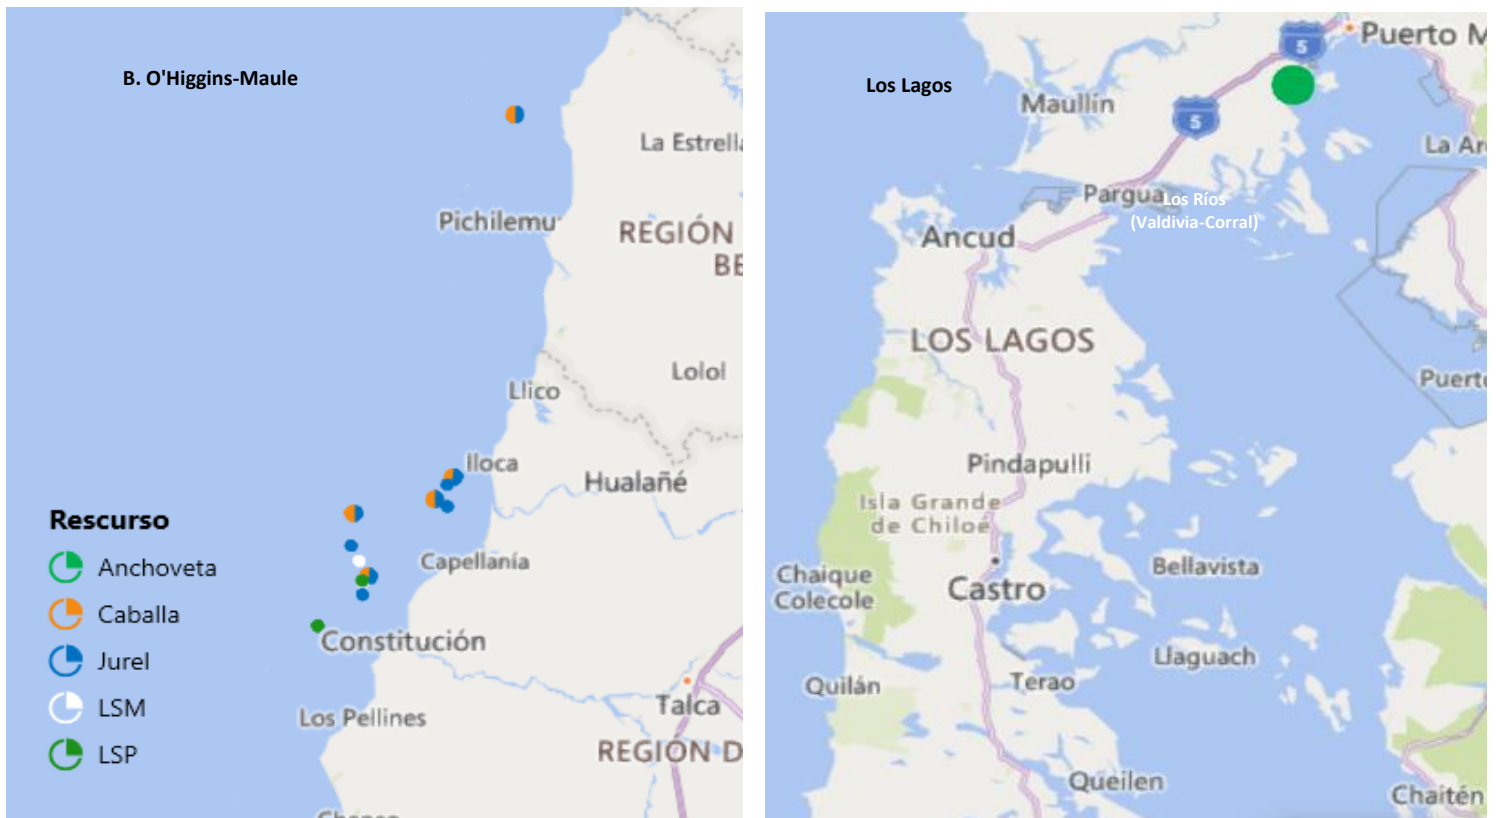 B. O'Higgins-Maule
La Estrella
Pichilemu
REGIÓN
BE
Lolol
Llico
Iloca
Hualañé
Rescurso
Anchoveta
Caballa
Jurel
LSM
LSP
Capellanía
Constitución
Talca
Los Pellines
REGIÓN D
Los Lagos
5
Puerto M
Maullín
5
La Ar
Pargua
Los Ríos
(Valdivia-Corral)
Ancud
LOS LAGOS
Puert
Pindapulli
Isla Grande
de Chiloé
Bellavista
Chaique
Colecole
Castro
Llaguach
Quilán
Terao
Queilen
Chaitén